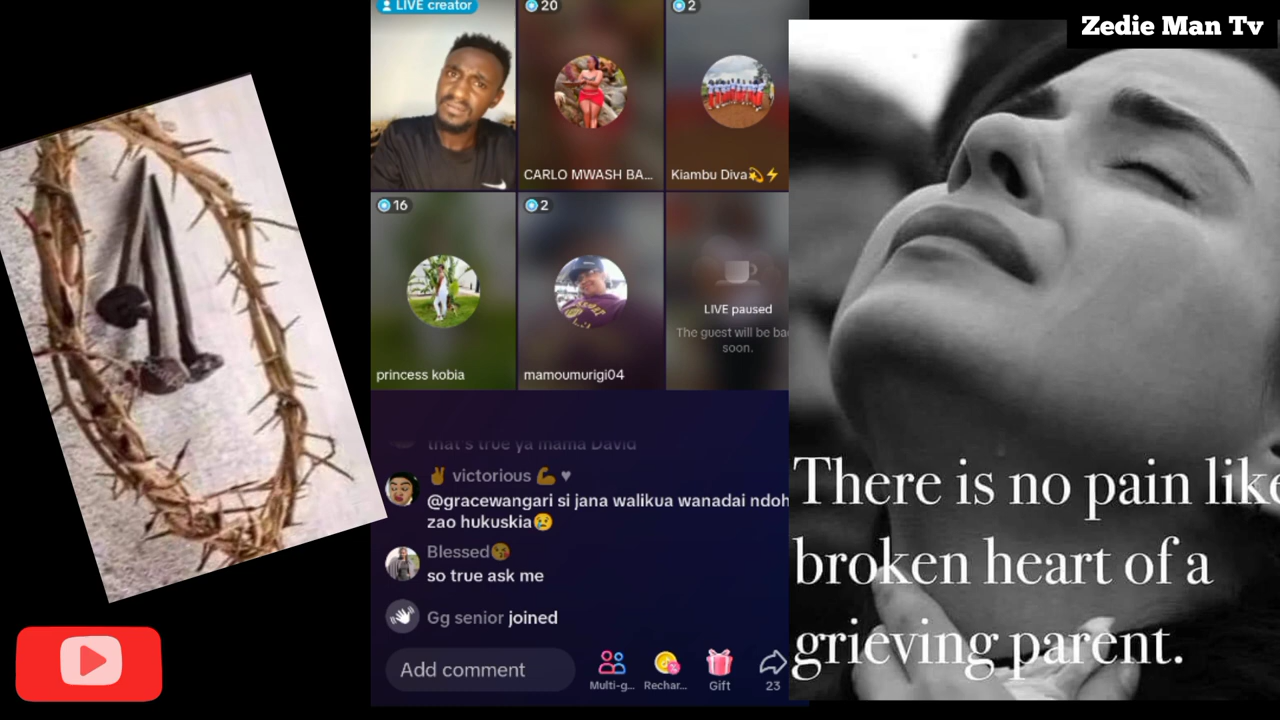 Zedie Man Tv
LIVE creator
20
2
CARLO MWASH BA...
Kiambu Diva💫⚡
16
2
LIVE paused
The guest will be ba
soon.
princess kobia
mamoumurigi04
that's true ya mama David
✌ victorious 💪 ♥
@gracewangari si jana walikua wanadai ndoh
zao hukuskia😢
Blessed😘
so true ask me
Gg senior joined
Add comment
Multi-g...
Rechar...
Gift
23
There is no pain like
broken heart of a
grieving parent.